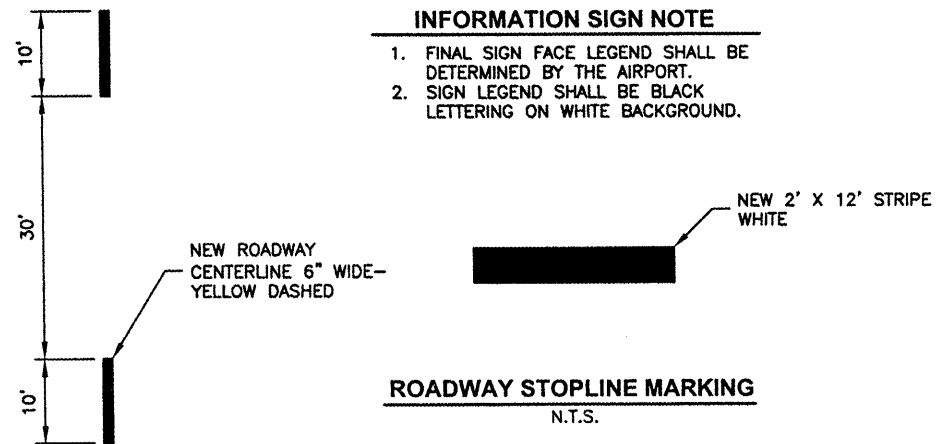 INFORMATION SIGN NOTE
1. FINAL SIGN FACE LEGEND SHALL BE
DETERMINED BY THE AIRPORT.
2. SIGN LEGEND SHALL BE BLACK
LETTERING ON WHITE BACKGROUND.
10'
30'
10'
NEW ROADWAY
CENTERLINE 6" WIDE-
YELLOW DASHED
NEW 2' X 12' STRIPE
WHITE
ROADWAY STOPLINE MARKING
N.T.S.